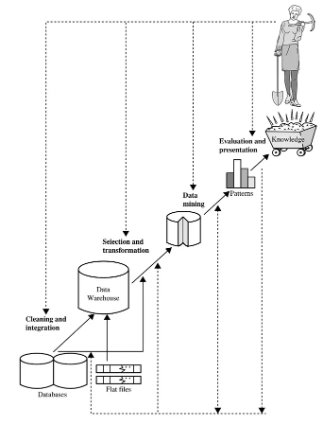 Knowledge
Evaluation and
presentation
Patterns
Data
mining
Selection and
transformation
Data
Warehouse
Cleaning and
integration
Databases
Flat files